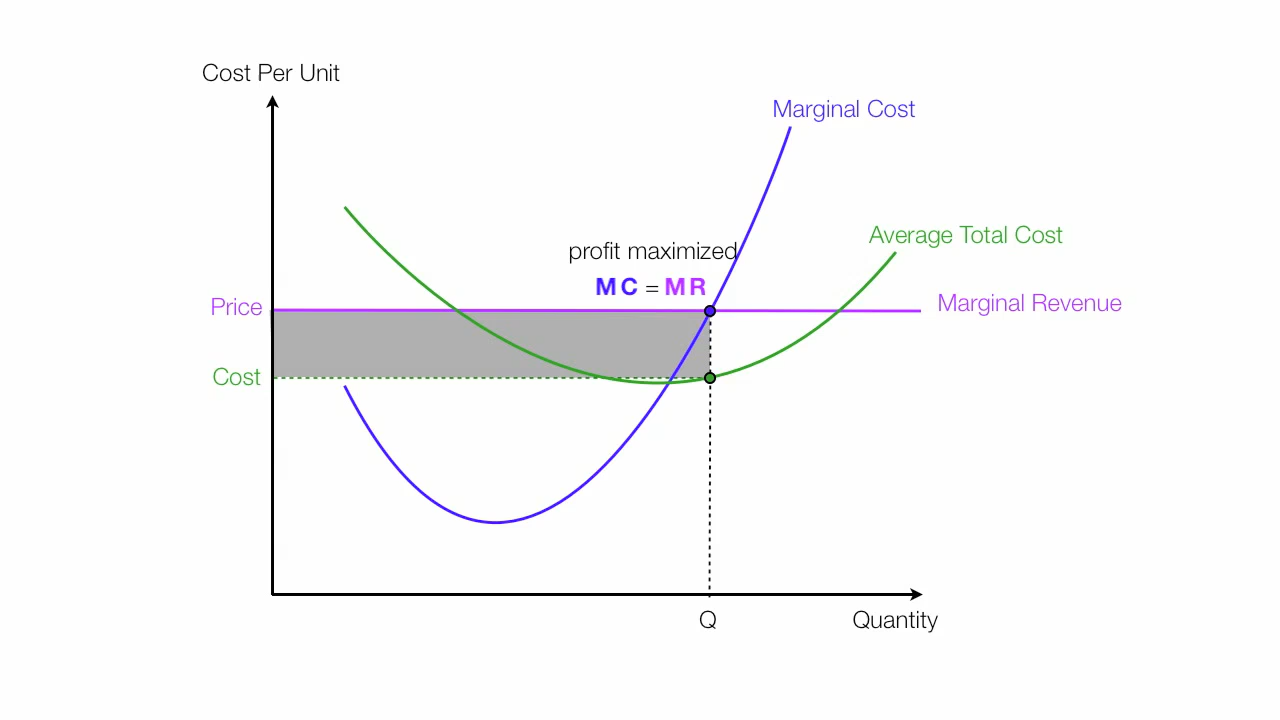 Cost Per Unit
Marginal Cost
Average Total Cost
profit maximized
MC = MR
Price
Marginal Revenue
Cost
Q
Quantity